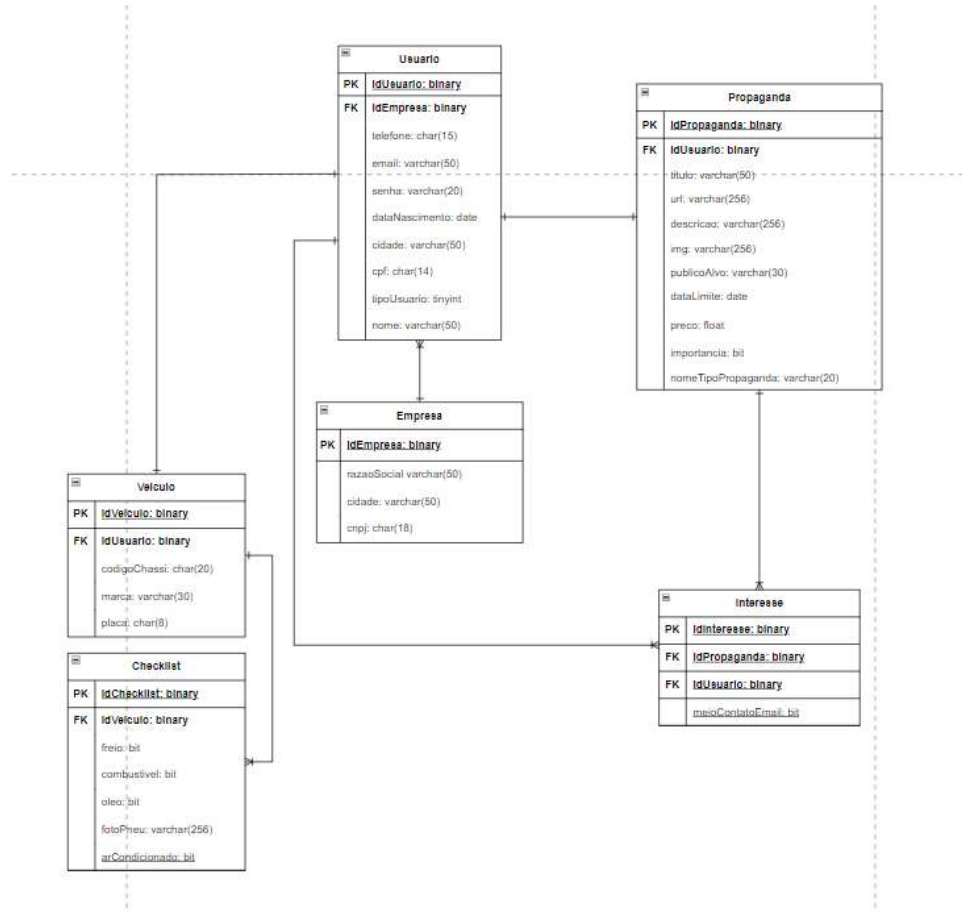 Usuario
PK IdUsuario: binary
FK IdEmpresa: binary
telefone: char(15)
email: varchar(50)
senha: varchar(20)
dataNascimento: date
cidade: varchar(50)
cpf: char(14)
tipoUsuario: tinyint
nome: varchar(50)
Propaganda
PK IdPropaganda: binary
FK IdUsuario: binary
titulo: varchar(50)
url: varchar(256)
descricao: varchar(256)
img: varchar(256)
publicoAlvo: varchar(30)
dataLimite: date
preco: float
importancia: bit
nomeTipoPropaganda: varchar(20)
Empresa
PK IdEmpresa: binary
razaoSocial varchar(50)
cidade: varchar(50)
cnpj: char(18)
Veiculo
PK IdVeiculo: binary
FK IdUsuario: binary
codigoChassi: char(20)
marca: varchar(30)
placa: char(8)
Checklist
PK IdChecklist: binary
FK IdVeiculo: binary
freio: bit
combustivel: bit
oleo: bit
fotoPneu: varchar(256)
arCondicionado: bit
Interesse
PK IdInteresse: binary
FK IdPropaganda: binary
FK IdUsuario: binary
meioContatoEmail: bit